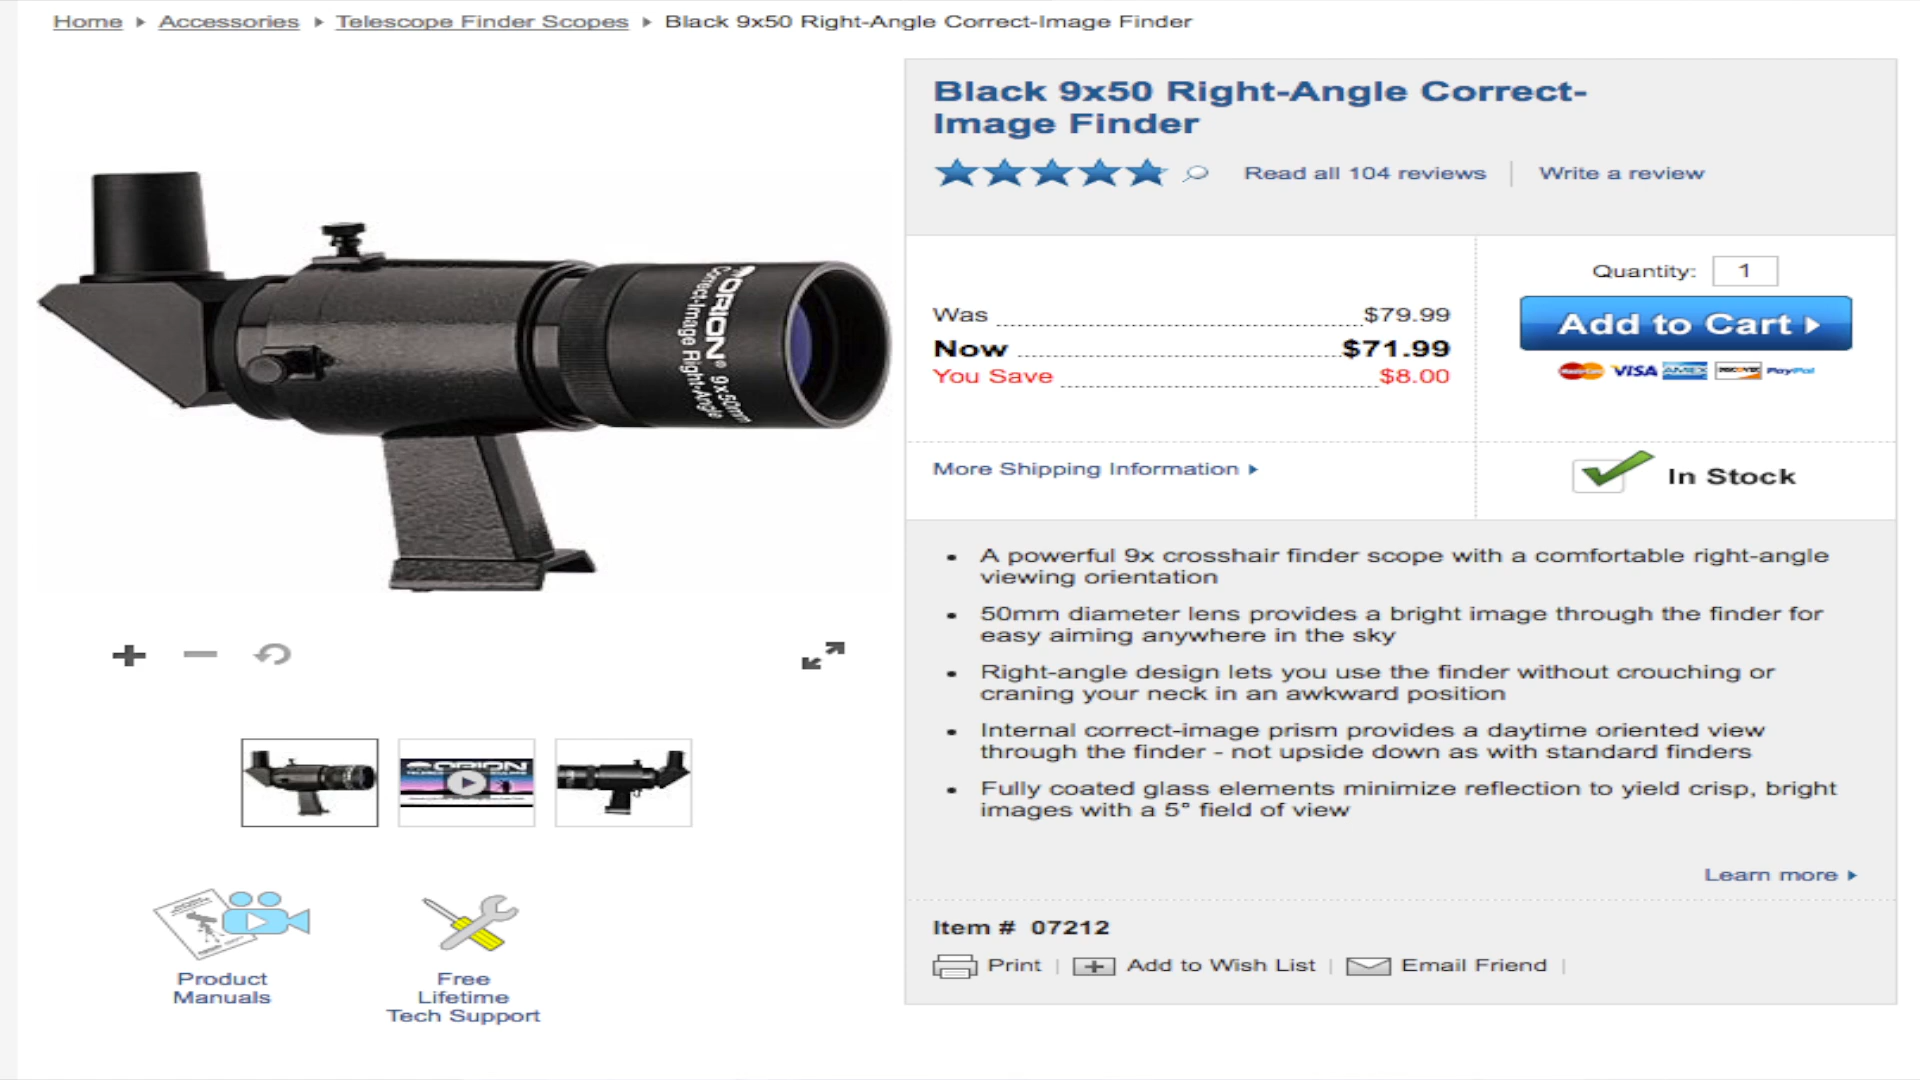 Home Accessories Telescope Finder Scopes Black 9x50 Right-Angle Correct-Image Finder
ORION® 9x50mm
Correct-Image Right-Angle
ORION
Product
Manuals
Free
Lifetime
Tech Support
Black 9x50 Right-Angle Correct-
Image Finder
Read all 104 reviews | Write a review
Was $79.99
Now $71.99
You Save $8.00
Quantity: 1
Add to Cart
MasterCard VISA AMEX DISCOVER PayPal
More Shipping Information
In Stock
• A powerful 9x crosshair finder scope with a comfortable right-angle
viewing orientation
• 50mm diameter lens provides a bright image through the finder for
easy aiming anywhere in the sky
• Right-angle design lets you use the finder without crouching or
craning your neck in an awkward position
• Internal correct-image prism provides a daytime oriented view
through the finder - not upside down as with standard finders
• Fully coated glass elements minimize reflection to yield crisp, bright
images with a 5° field of view
Learn more
Item # 07212
Print | Add to Wish List | Email Friend |